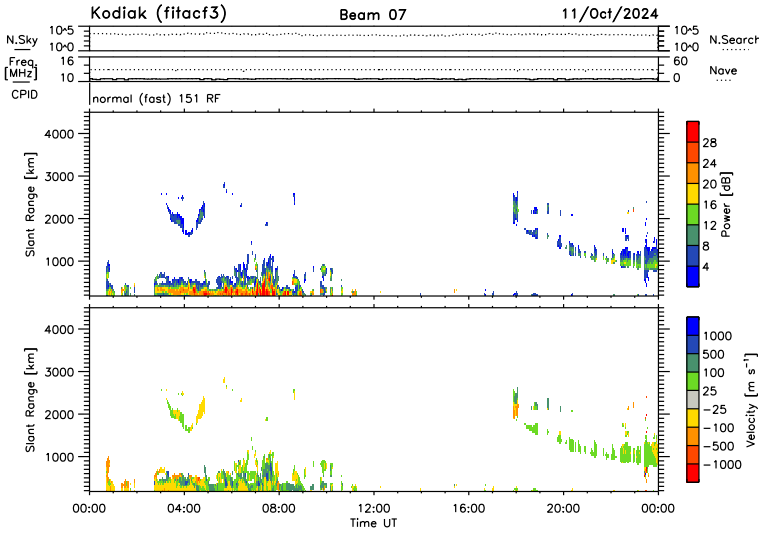 Kodiak (fitacf3)
Beam 07
11/Oct/2024
N.Sky
10^5
10^0
10^5
10^0
N.Search
Freq.
[MHz]
16
10
60
0
Nave
CPID
normal (fast) 151 RF
Slant Range [km]
4000
3000
2000
1000
28
24
20
16
12
8
4
Power [dB]
Slant Range [km]
4000
3000
2000
1000
1000
500
100
25
-25
-100
-500
-1000
Velocity [m s⁻¹]
00:00
04:00
08:00
12:00
16:00
20:00
00:00
Time UT